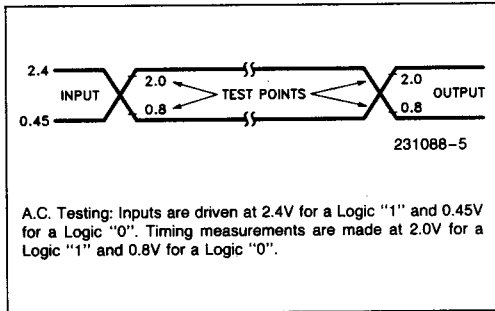 2.4
2.0
2.0
INPUT
TEST POINTS
OUTPUT
0.8
0.8
0.45
231088-5
A.C. Testing: Inputs are driven at 2.4V for a Logic "1" and 0.45V
for a Logic "0". Timing measurements are made at 2.0V for a
Logic "1" and 0.8V for a Logic "0".